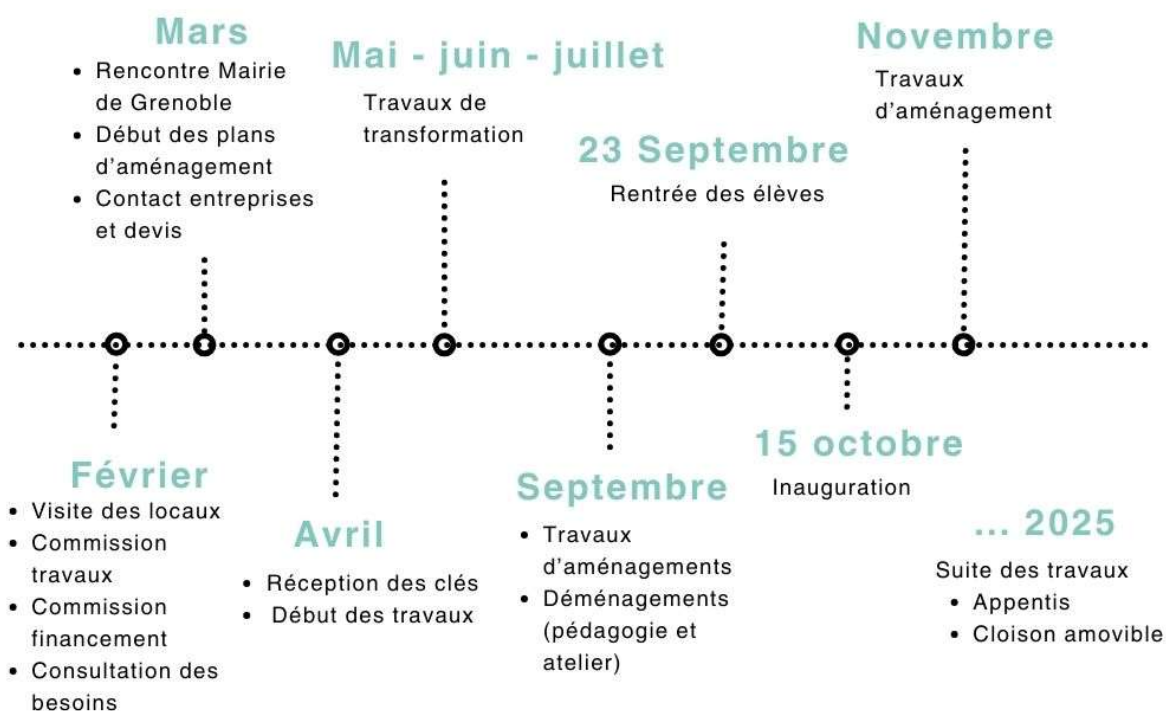 Mars
• Rencontre Mairie
de Grenoble
• Début des plans
d'aménagement
• Contact entreprises
et devis
Mai - juin - juillet
Travaux de
transformation
23 Septembre
Rentrée des élèves
Novembre
Travaux
d'aménagement
Février
• Visite des locaux
• Commission
travaux
• Commission
financement
• Consultation des
besoins
Avril
• Réception des clés
• Début des travaux
Septembre
• Travaux
d'aménagements
• Déménagements
(pédagogie et
atelier)
15 octobre
Inauguration
... 2025
Suite des travaux
• Appentis
• Cloison amovible